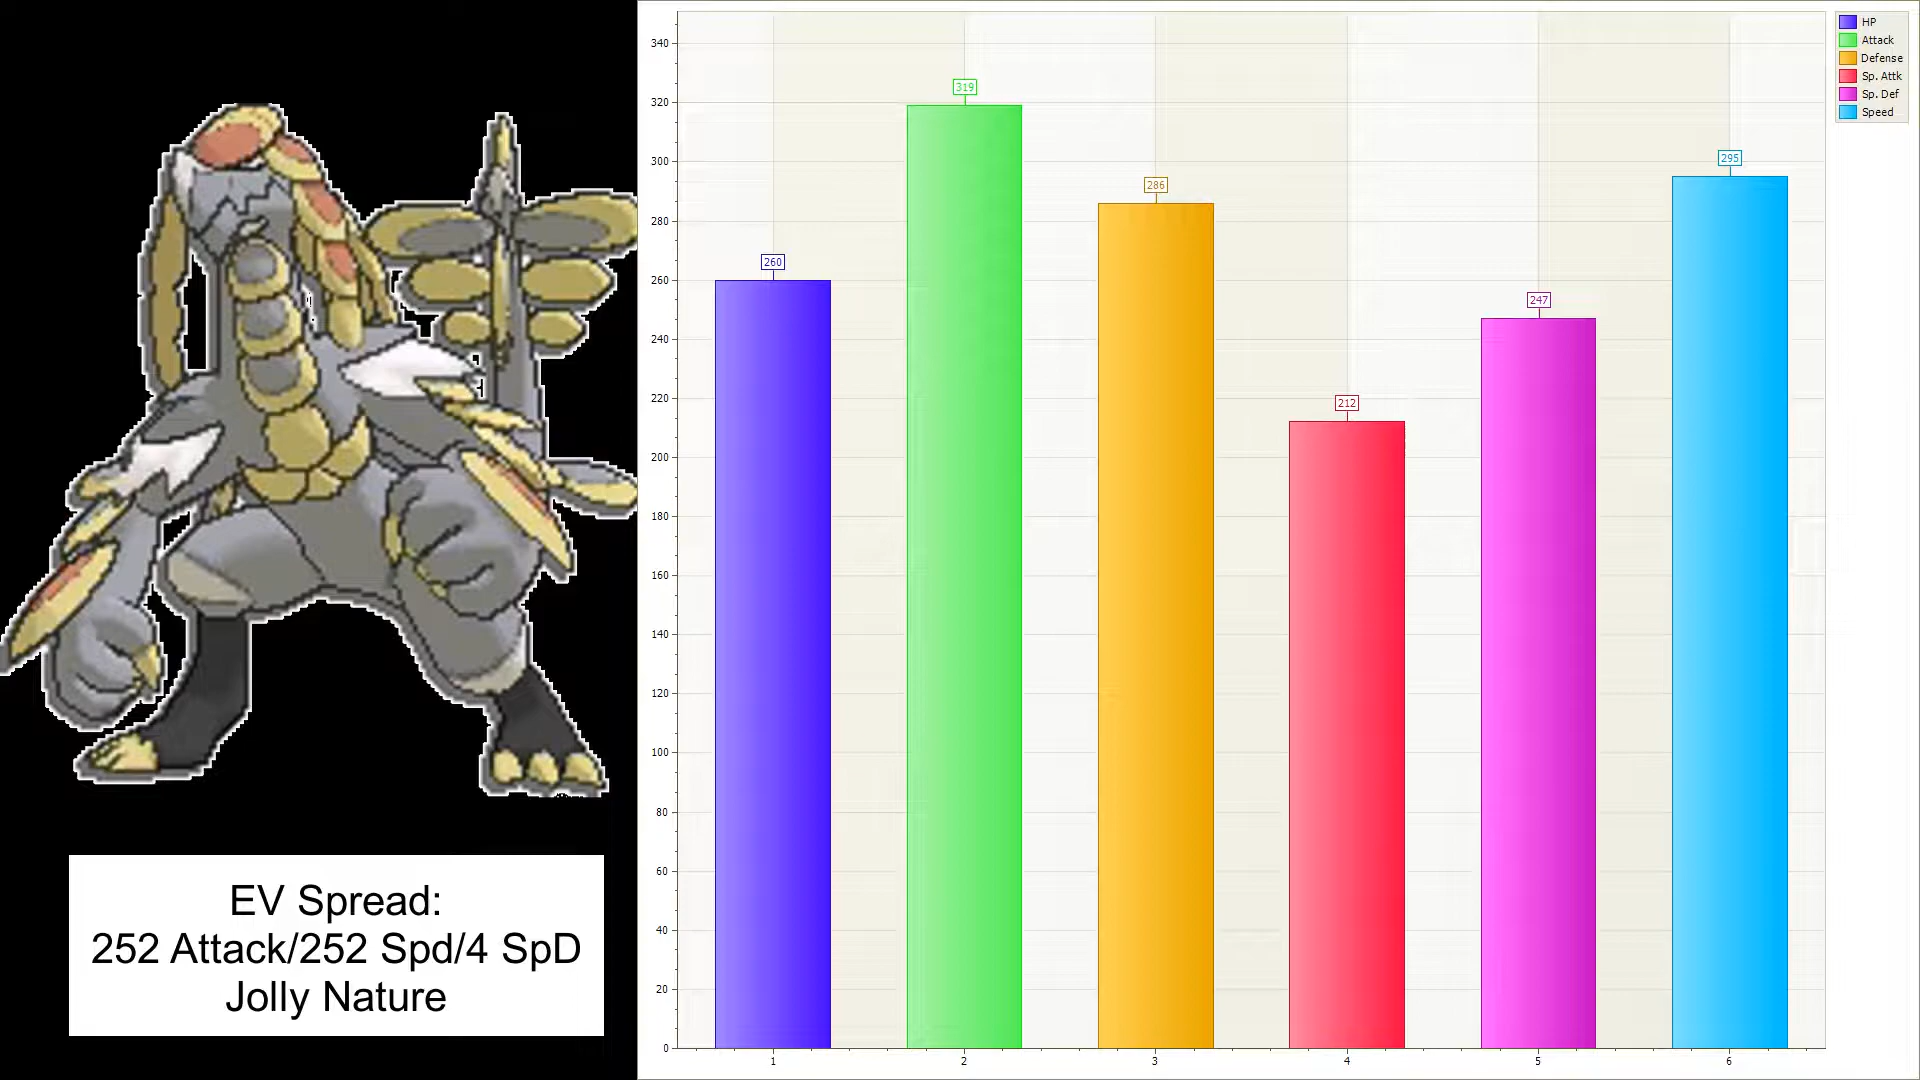 EV Spread:
252 Attack/252 Spd/4 SpD
Jolly Nature
340
320
300
280
260
240
220
200
180
160
140
120
100
80
60
40
20
0
260
319
286
212
247
295
1 2 3 4 5 6
HP
Attack
Defense
Sp. Attk
Sp. Def
Speed